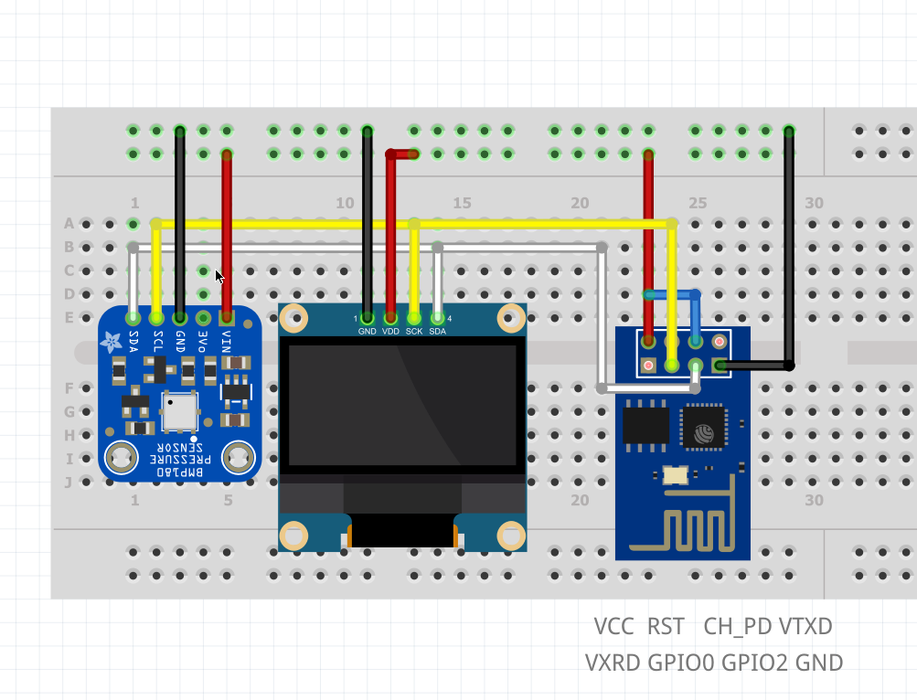 1 10 15 20 25 30
A
B
C
D
E
1 GND VDD SCK SDA 4
SDA SCL GND 3Vo VIN
F
G
H
I
J
BMP180
PRESSURE
SENSOR
1 5 20 30
VCC RST CH_PD VTXD
VXRD GPIO0 GPIO2 GND